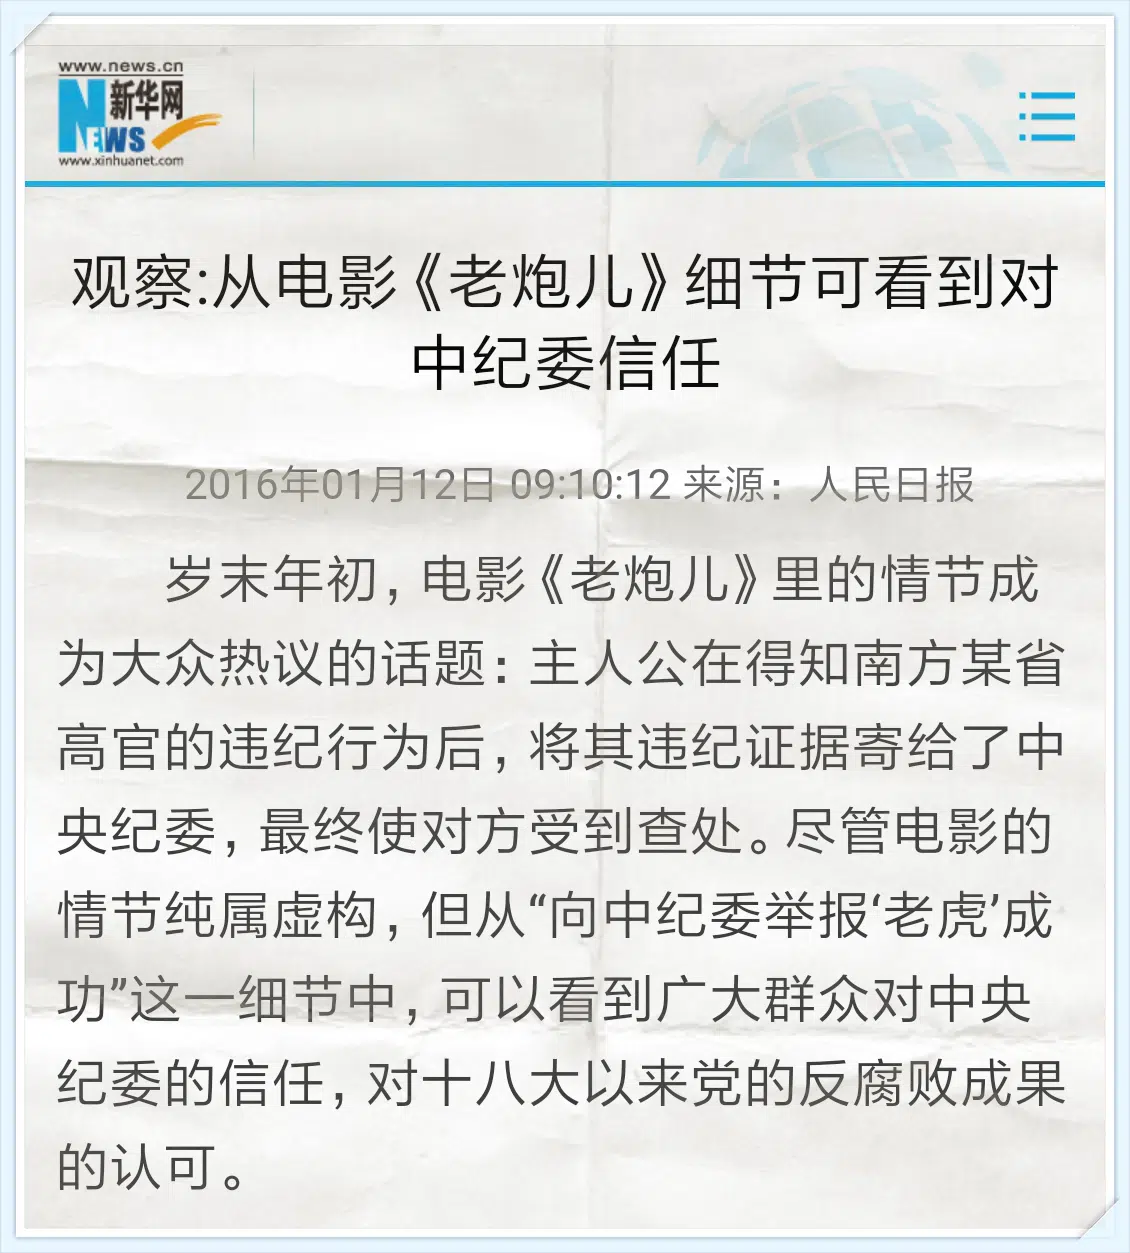 www.news.cn
新华网
NEWS
www.xinhuanet.com
观察:从电影《老炮儿》细节可看到对
中纪委信任
2016年01月12日 09:10:12 来源：人民日报
岁末年初，电影《老炮儿》里的情节成
为大众热议的话题：主人公在得知南方某省
高官的违纪行为后，将其违纪证据寄给了中
央纪委，最终使对方受到查处。尽管电影的
情节纯属虚构，但从“向中纪委举报‘老虎’成
功”这一细节中，可以看到广大群众对中央
纪委的信任，对十八大以来党的反腐败成果
的认可。